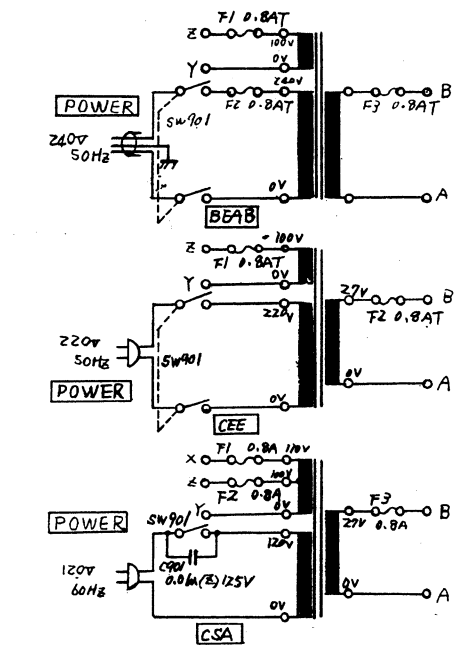 F1 0.8AT
Z
100V
Y
0V
240V
POWER
F2 0.8AT
F3 0.8AT
B
SW901
240V
50Hz
0V
A
BEAB
Z
100V
F1 0.8AT
Y
0V
220V
27V
B
F2 0.8AT
220V
50Hz
SW901
POWER
0V
A
0V
CEE
F1 0.8A 110V
X
Z
100V
F2 0.8A
Y
0V
F3
B
POWER
SW901
120V
27V
0.8A
C901
120V
60Hz
0.01μ(Z) 125V
0V
A
0V
CSA